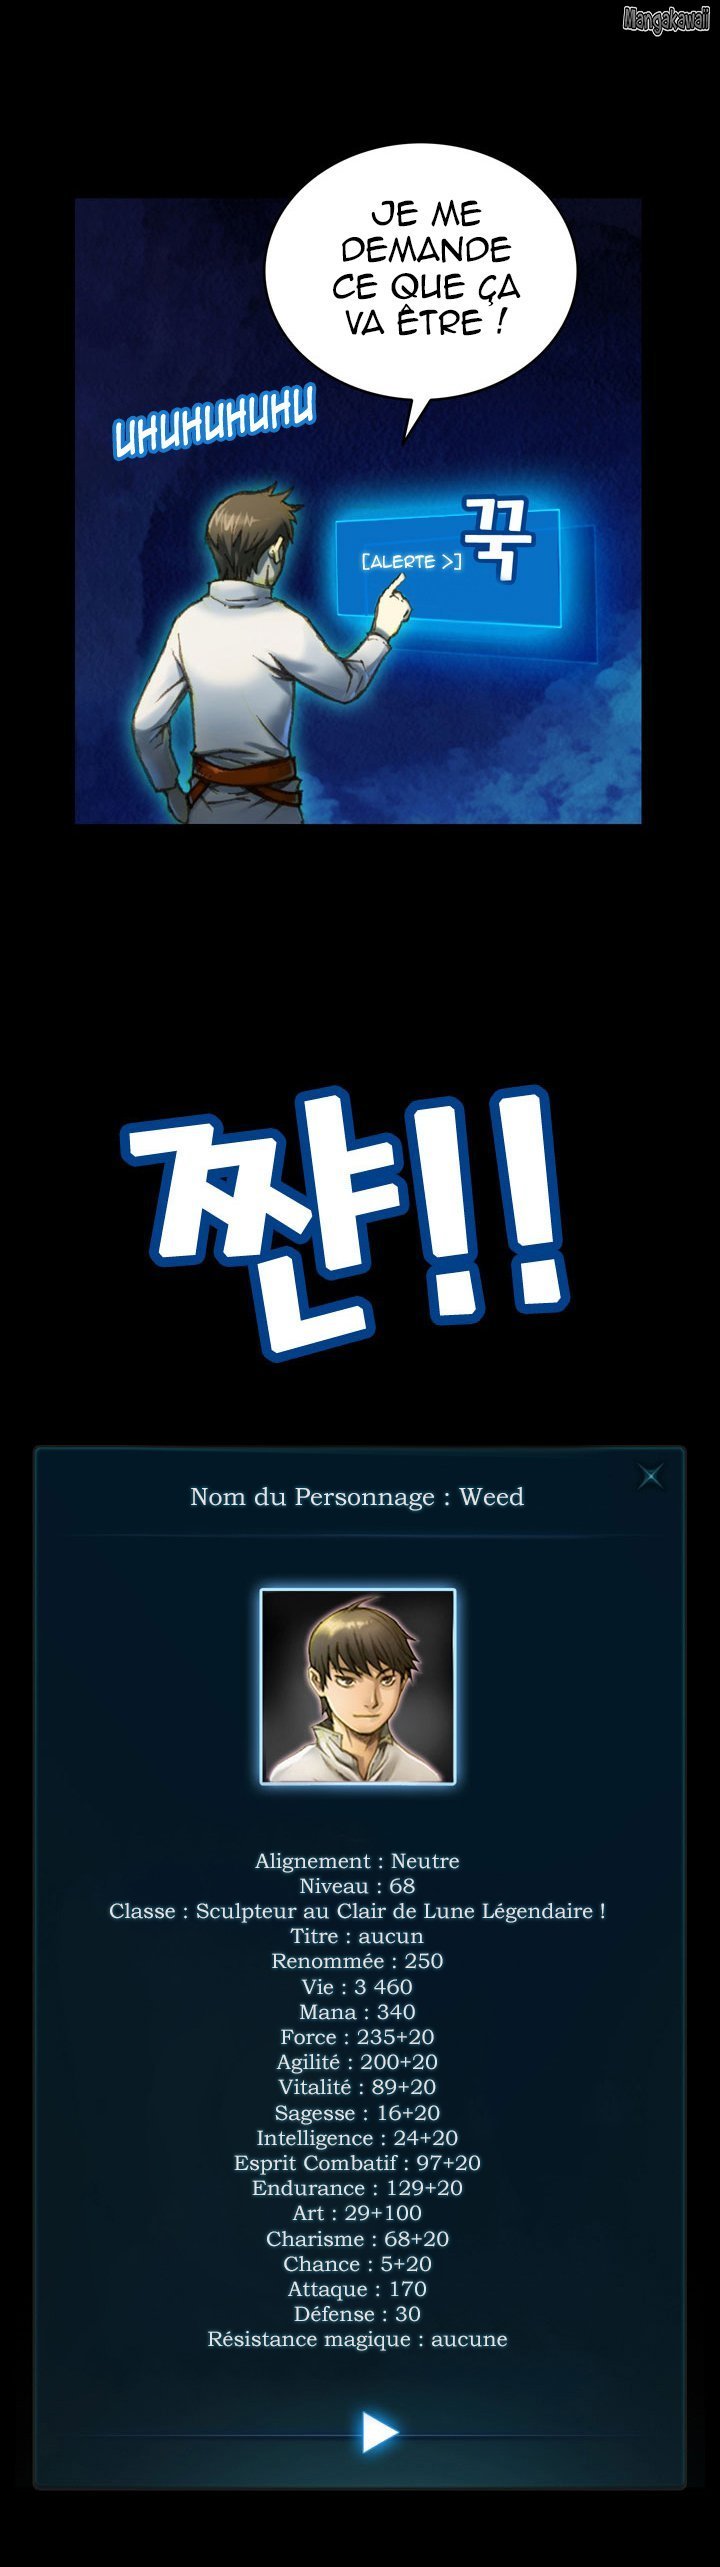 Mangakawaii
JE ME
DEMANDE
CE QUE ÇA
VA ÊTRE !
UHUHUHUHU
[ALERTE >]
꾹
쨘!!
Nom du Personnage : Weed
Alignement : Neutre
Niveau : 68
Classe : Sculpteur au Clair de Lune Légendaire !
Titre : aucun
Renommée : 250
Vie : 3 460
Mana : 340
Force : 235+20
Agilité : 200+20
Vitalité : 89+20
Sagesse : 16+20
Intelligence : 24+20
Esprit Combatif : 97+20
Endurance : 129+20
Art : 29+100
Charisme : 68+20
Chance : 5+20
Attaque : 170
Défense : 30
Résistance magique : aucune